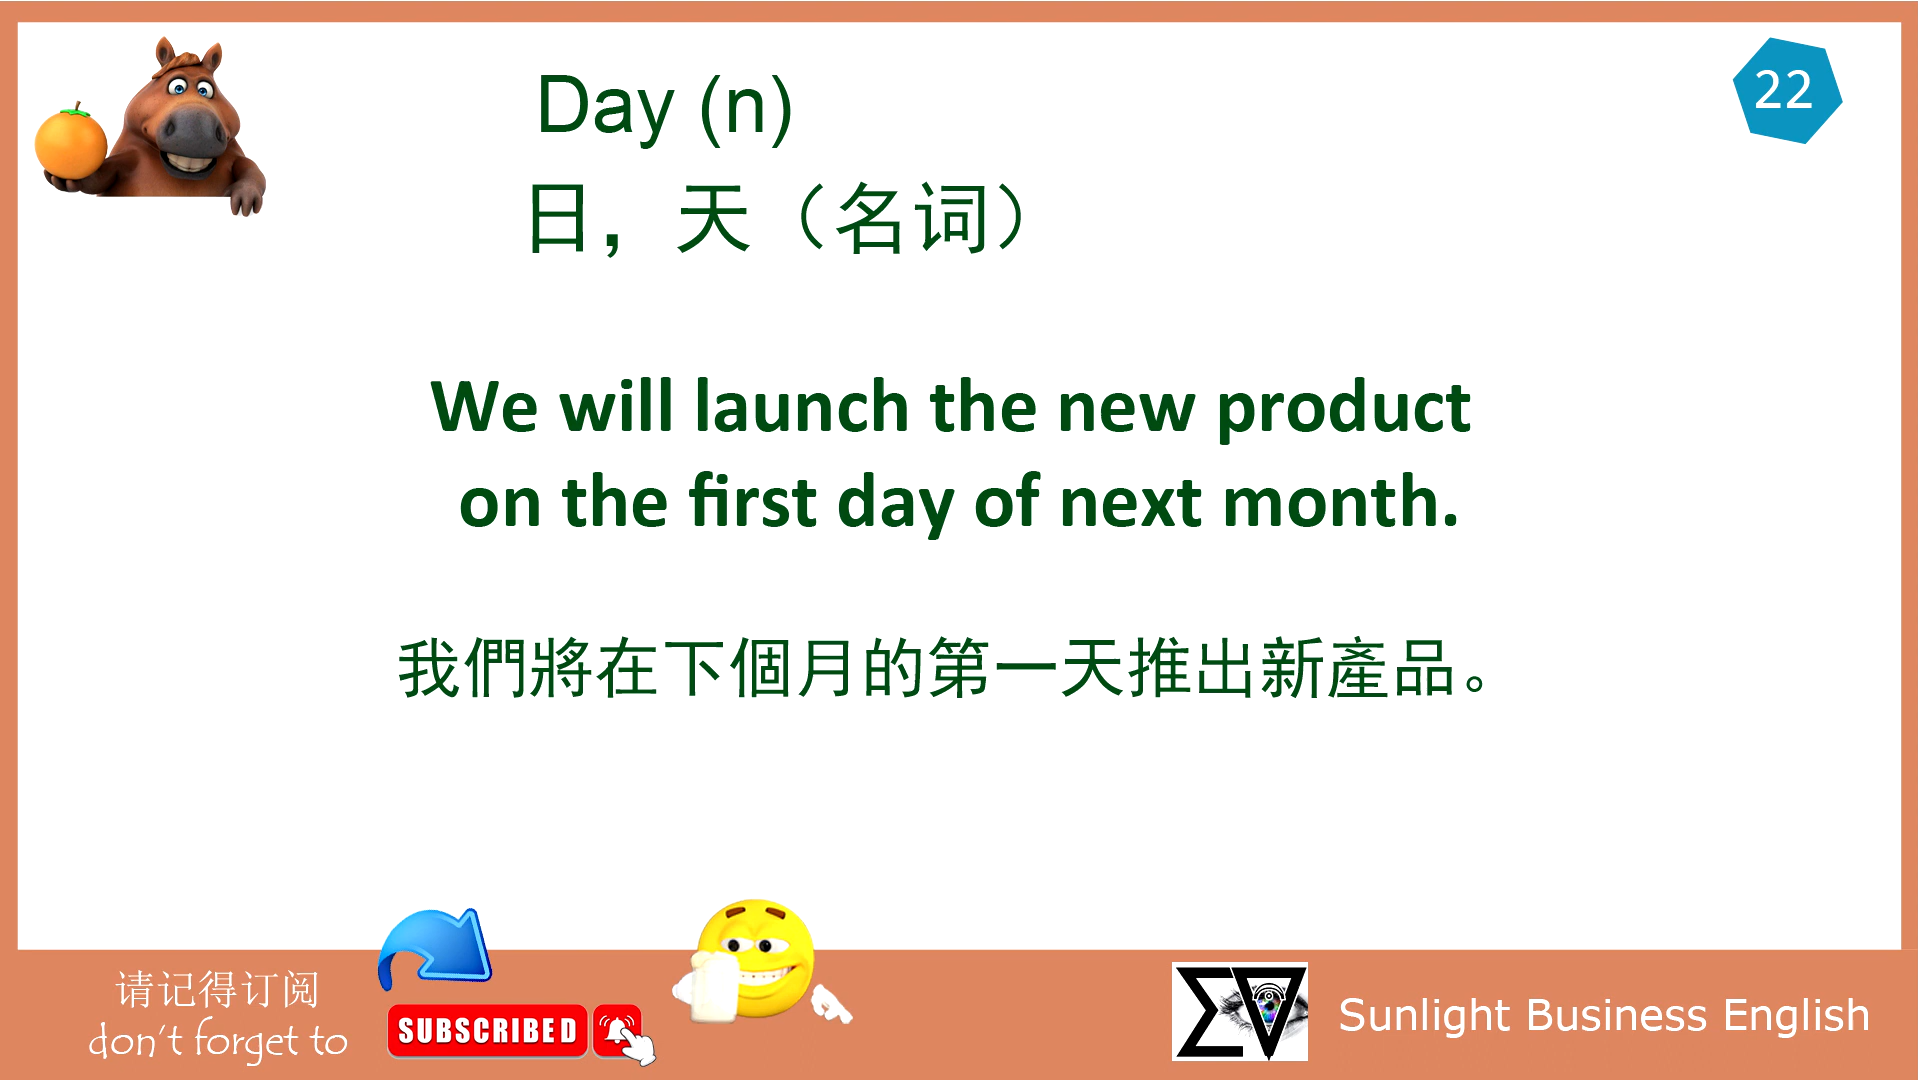 Day (n)
22
日，天（名词）
We will launch the new product
on the first day of next month.
我們將在下個月的第一天推出新產品。
请记得订阅
don't forget to
SUBSCRIBED
Sunlight Business English